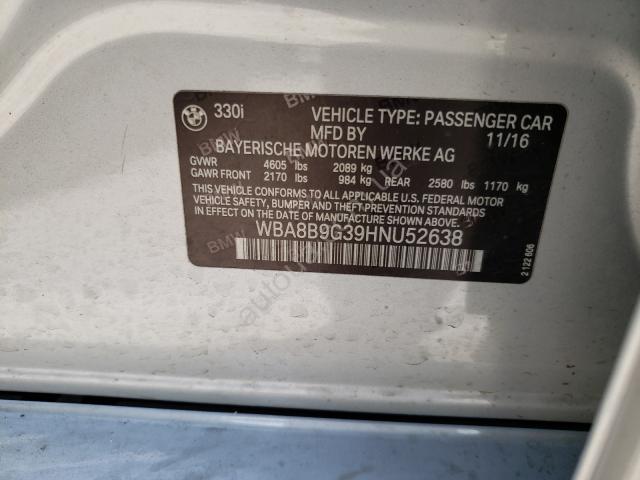 330i VEHICLE TYPE: PASSENGER CAR
MFD BY 11/16
BAYERISCHE MOTOREN WERKE AG
GVWR 4605 lbs 2089 kg
GAWR FRONT 2170 lbs 984 kg REAR 2580 lbs 1170 kg
THIS VEHICLE CONFORMS TO ALL APPLICABLE U.S. FEDERAL MOTOR
VEHICLE SAFETY, BUMPER, AND THEFT PREVENTION STANDARDS
IN EFFECT ON THE DATE OF MANUFACTURE SHOWN ABOVE.
WBA8B9G39HNU52638
2 122 606